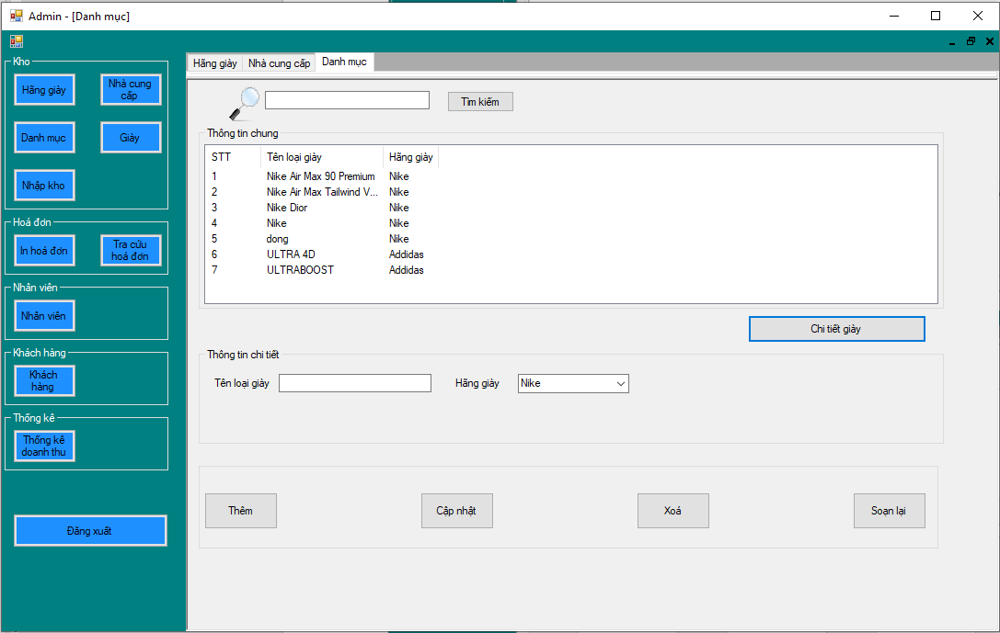 Admin - [Danh mục]
Kho
Hãng giày
Nhà cung cấp
Danh mục
Giày
Nhập kho
Hoá đơn
In hoá đơn
Tra cứu hoá đơn
Nhân viên
Nhân viên
Khách hàng
Khách hàng
Thống kê
Thống kê doanh thu
Đăng xuất
Hãng giày Nhà cung cấp Danh mục
Tìm kiếm
Thông tin chung
STT Tên loại giày Hãng giày
1 Nike Air Max 90 Premium Nike
2 Nike Air Max Tailwind V... Nike
3 Nike Dior Nike
4 Nike Nike
5 dong Nike
6 ULTRA 4D Addidas
7 ULTRABOOST Addidas
Chi tiết giày
Thông tin chi tiết
Tên loại giày Hãng giày Nike
Thêm Cập nhật Xoá Soạn lại